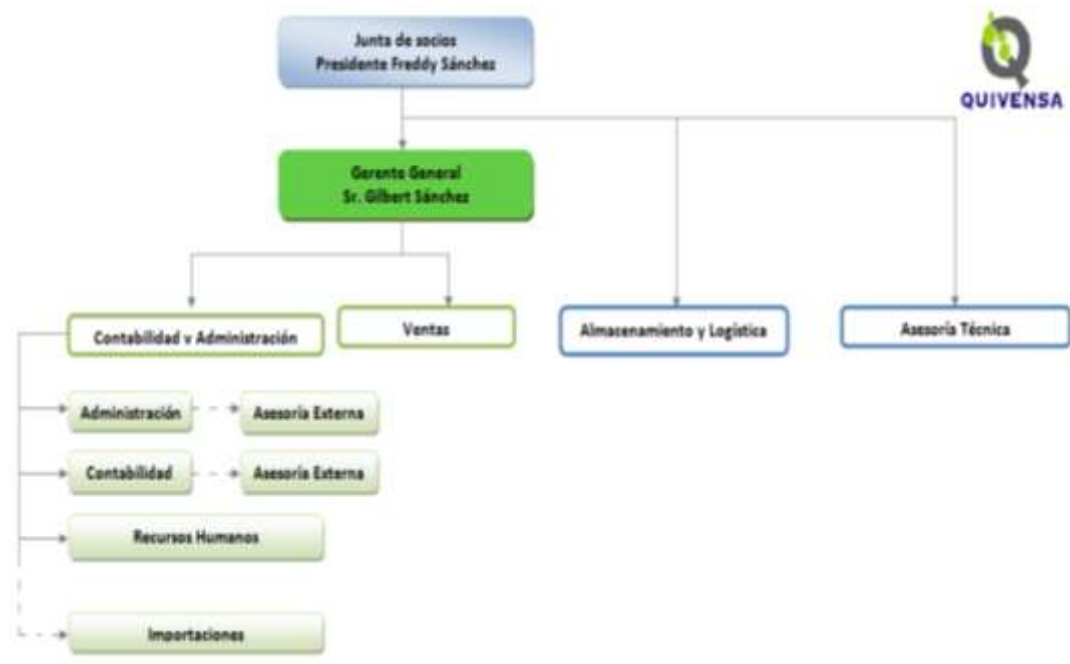 Junta de socios
Presidente Freddy Sánchez
QUIVENSA
Gerente General
Sr. Gilbert Sánchez
Contabilidad y Administración
Ventas
Almacenamiento y Logística
Asesoría Técnica
Administración
Asesoría Externa
Contabilidad
Asesoría Externa
Recursos Humanos
Importaciones